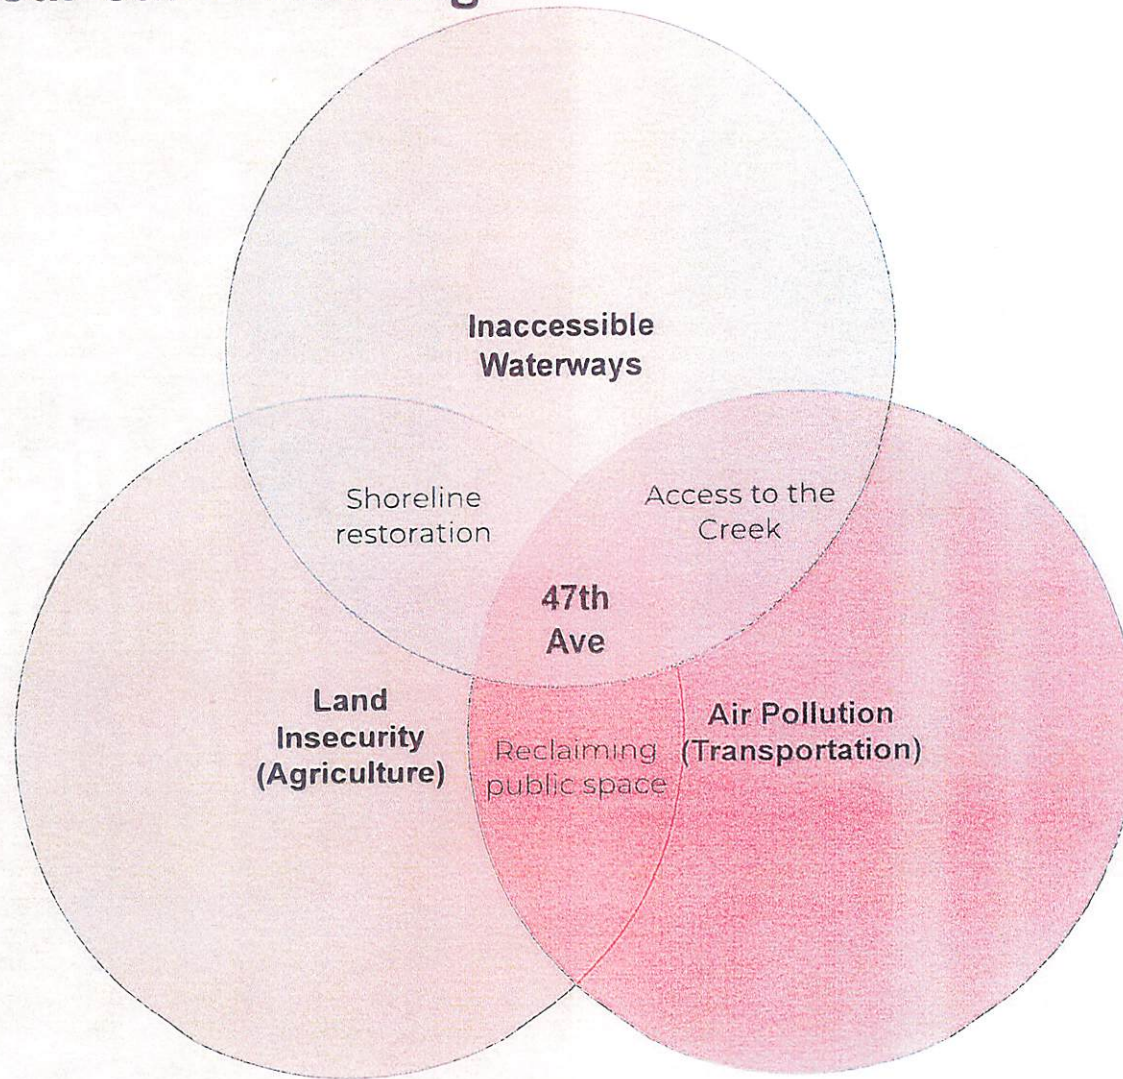 Inaccessible
Waterways
Shoreline
restoration
Access to the
Creek
47th
Ave
Land
Insecurity
(Agriculture)
Reclaiming
public space
Air Pollution
(Transportation)